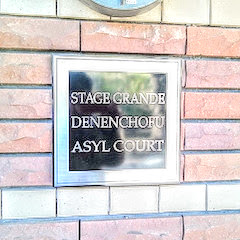 STAGE GRANDE
DENENCHOFU
ASYL COURT